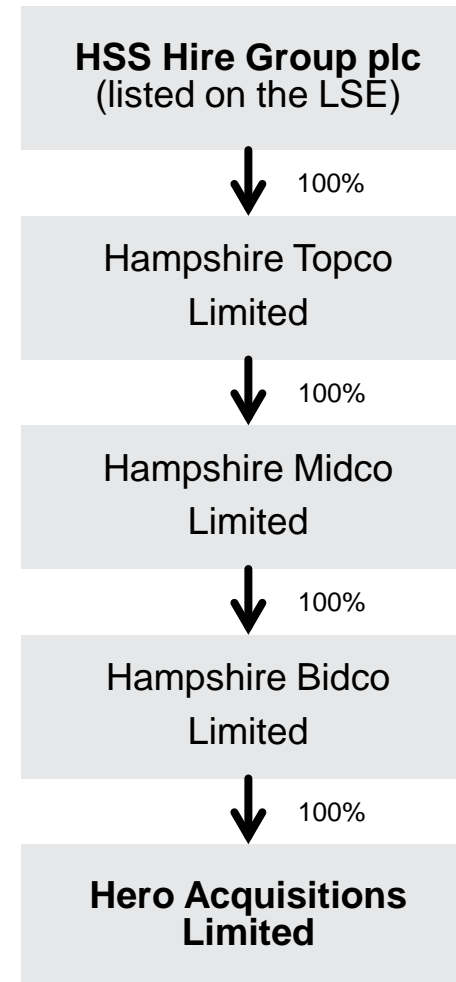 HSS Hire Group plc
(listed on the LSE)
100%
Hampshire Topco
Limited
100%
Hampshire Midco
Limited
100%
Hampshire Bidco
Limited
100%
Hero Acquisitions
Limited